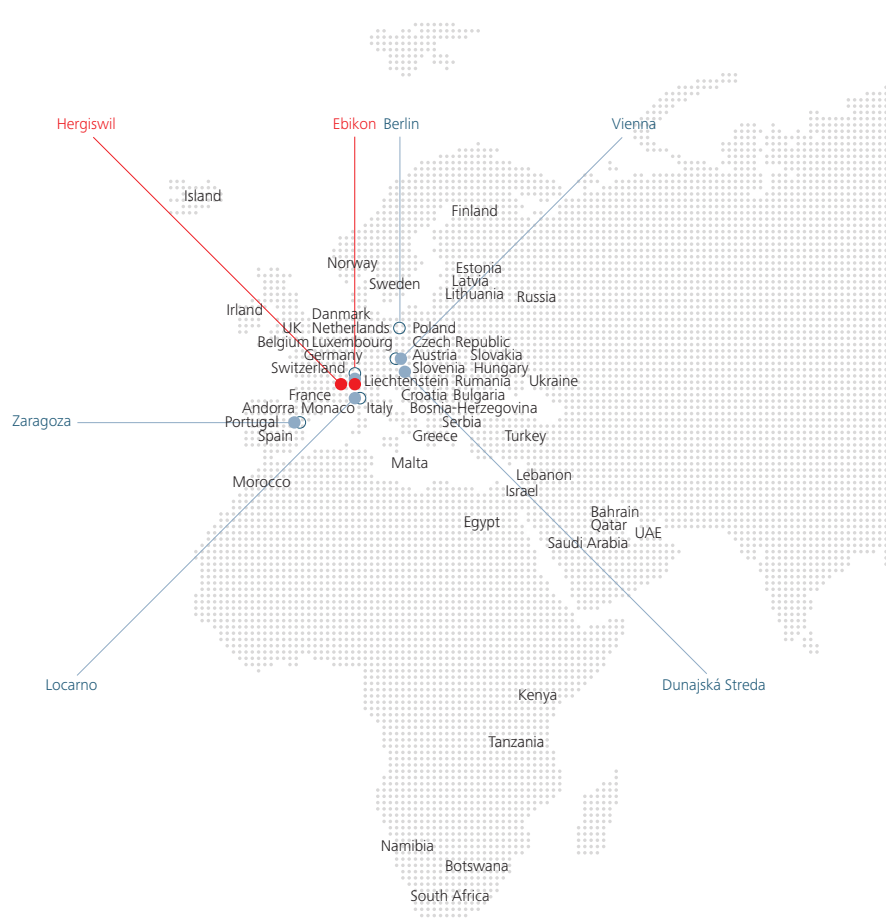 Hergiswil
Ebikon Berlin
Vienna
Island
Finland
Norway
Estonia
Sweden
Latvia
Lithuania
Russia
Irland
Danmark
UK Netherlands Poland
Belgium Luxembourg Czech Republic
Germany Austria Slovakia
Switzerland Slovenia Hungary
Liechtenstein Rumania Ukraine
France Croatia Bulgaria
Andorra Monaco Italy Bosnia-Herzegovina
Zaragoza Portugal Serbia
Spain Greece Turkey
Malta
Morocco
Lebanon
Israel
Bahrain
Egypt
Qatar
UAE
Saudi Arabia
Locarno
Dunajská Streda
Kenya
Tanzania
Namibia
Botswana
South Africa